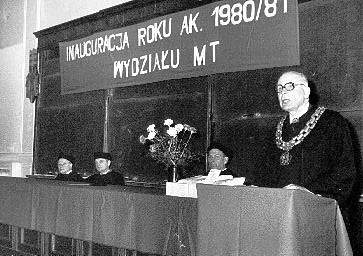 INAUGURACJA ROKU AK. 1980/81
WYDZIAŁU MT